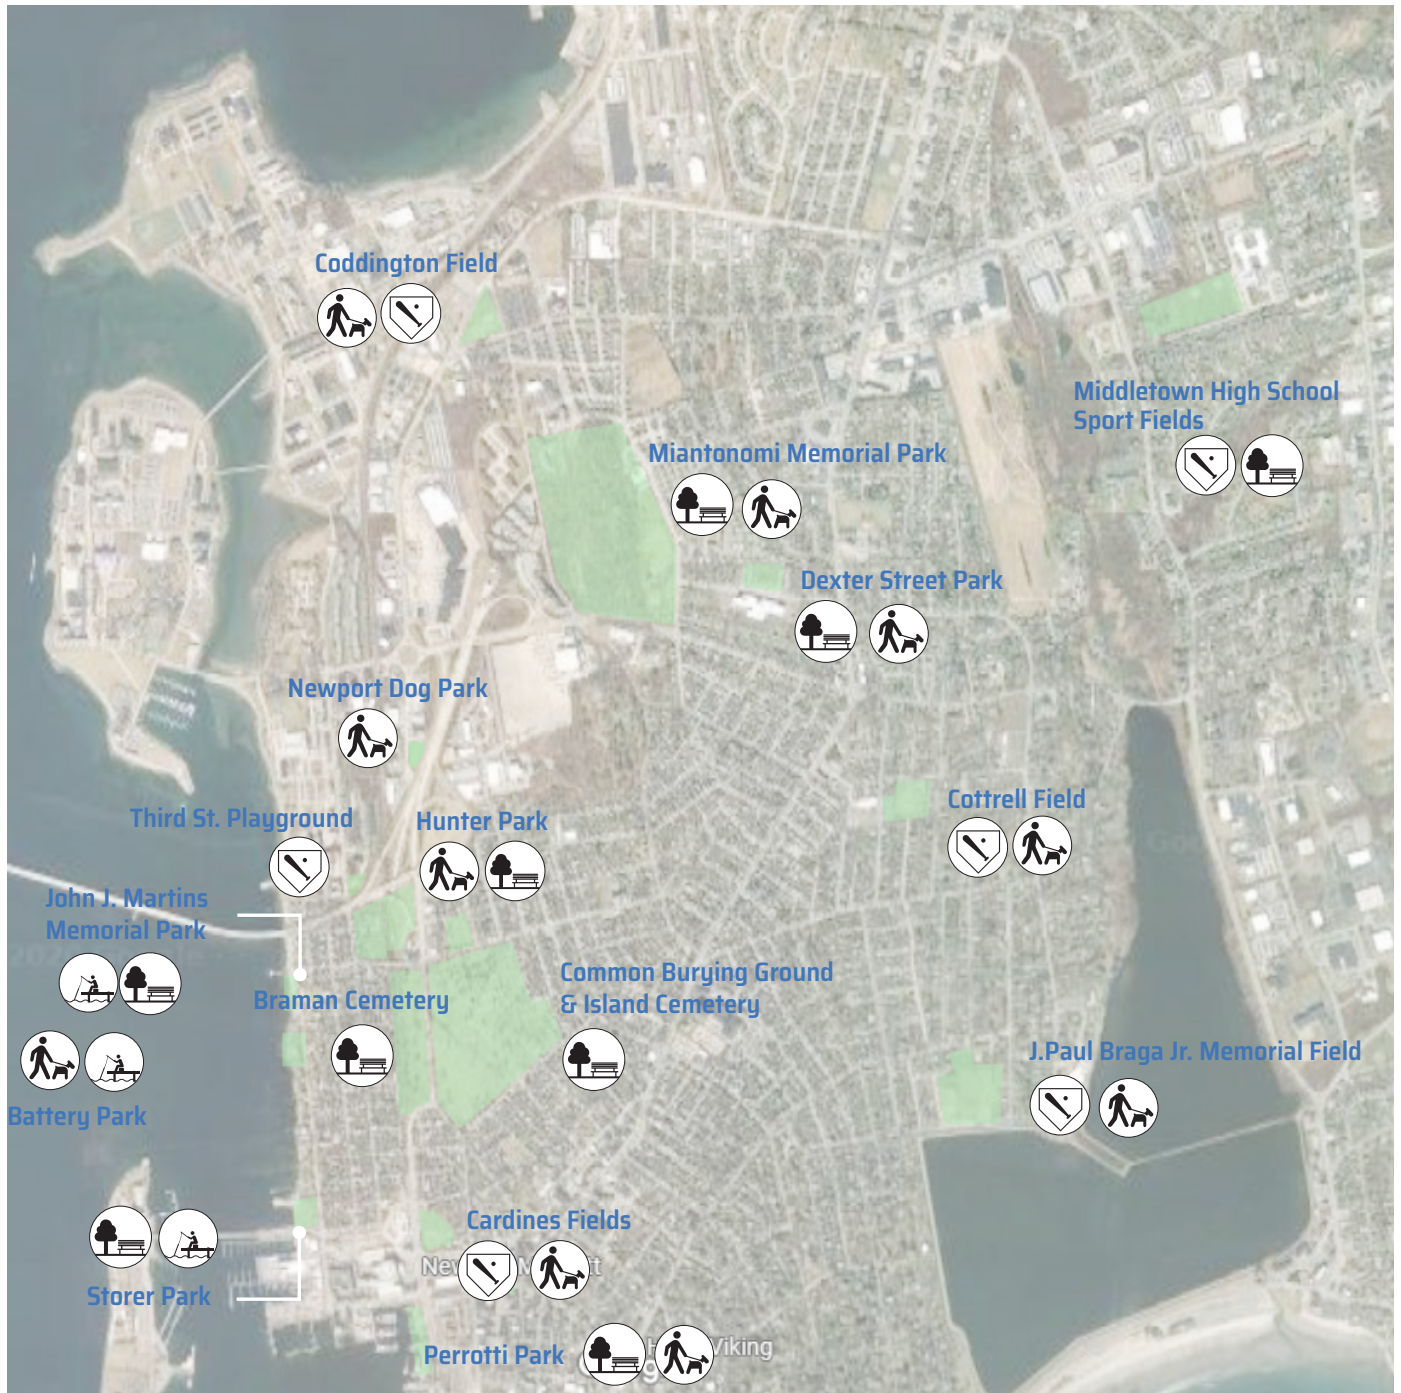 Coddington Field
Middletown High School
Sport Fields
Miantonomi Memorial Park
Dexter Street Park
Newport Dog Park
Cottrell Field
Third St. Playground
Hunter Park
John J. Martins
Memorial Park
Common Burying Ground
& Island Cemetery
Braman Cemetery
J.Paul Braga Jr. Memorial Field
Battery Park
Cardines Fields
Storer Park
Perrotti Park
Viking